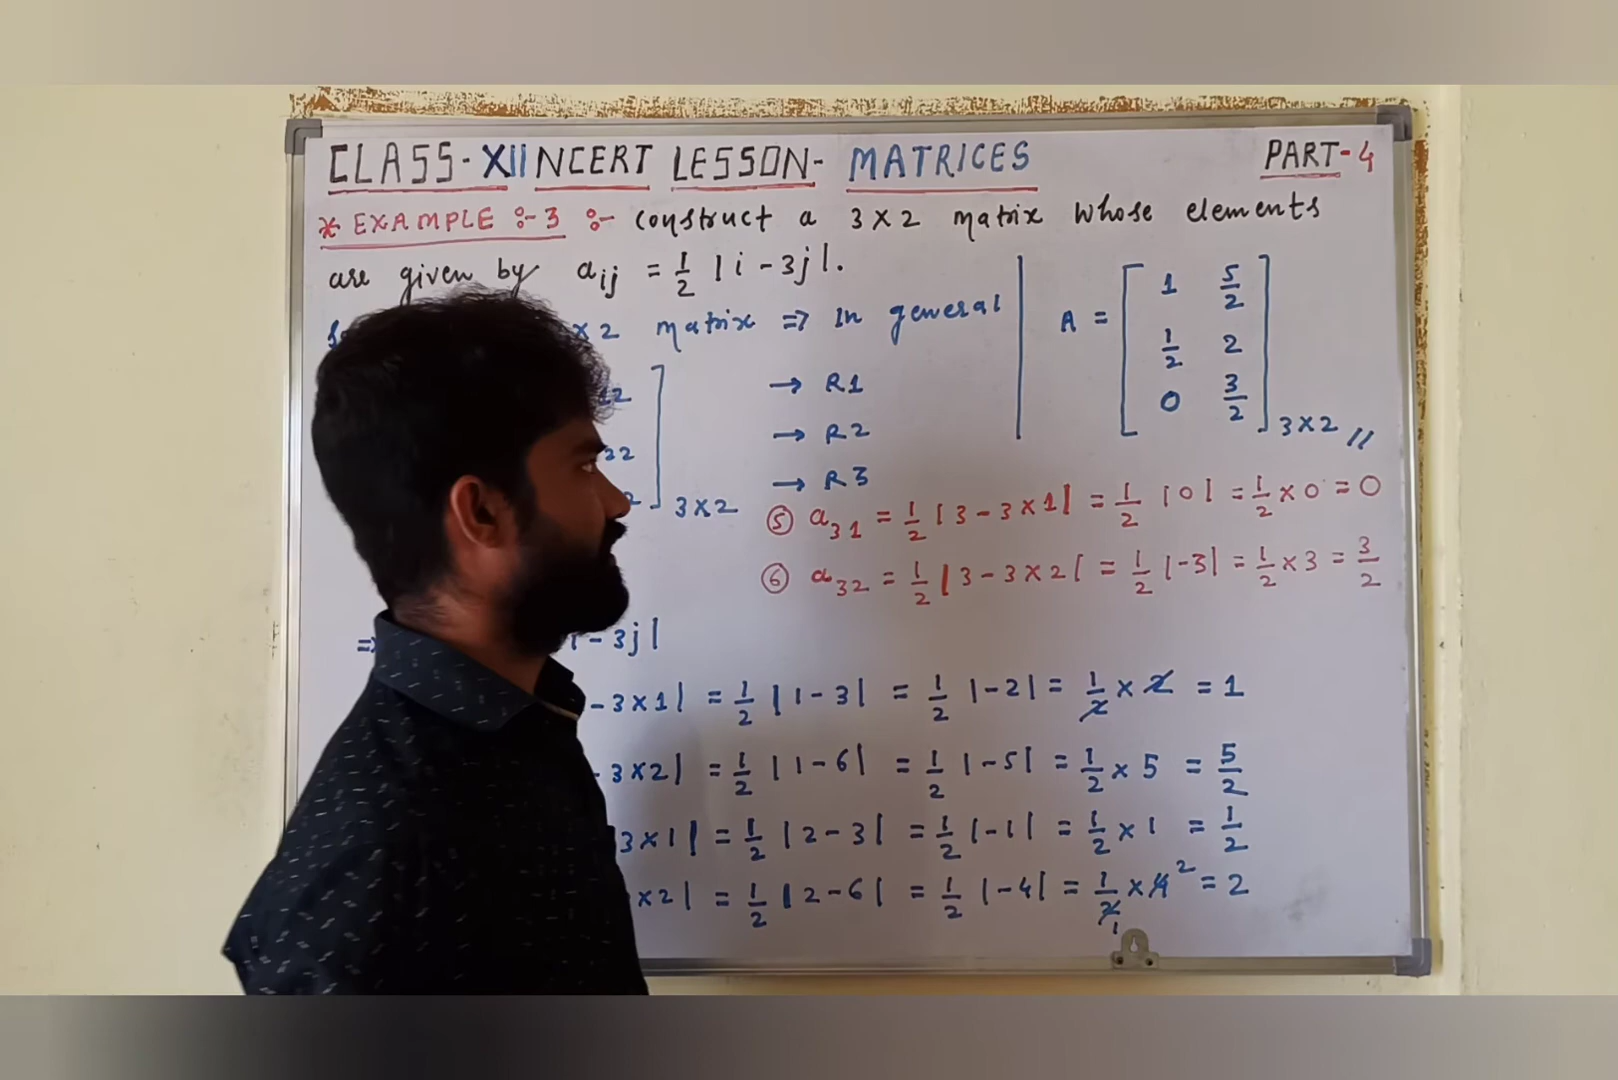 CLASS-XII NCERT LESSON- MATRICES PART-4
* EXAMPLE :-3 :- construct a 3×2 matrix whose elements
are given by aij = 1/2 |i - 3j|.
×2 matrix => In general
12
22
] 3×2
→ R1
→ R2
→ R3
A = [ 1 5/2
1/2 2
0 3/2 ] 3×2 //
⑤ a31 = 1/2 |3-3×1| = 1/2 |0| = 1/2 × 0 = 0
⑥ a32 = 1/2 |3-3×2| = 1/2 |-3| = 1/2 × 3 = 3/2
=> - 3j|
-3×1| = 1/2 |1-3| = 1/2 |-2| = 1/2 × 2 = 1
3×2| = 1/2 |1-6| = 1/2 |-5| = 1/2 × 5 = 5/2
3×1| = 1/2 |2-3| = 1/2 |-1| = 1/2 × 1 = 1/2
×2| = 1/2 |2-6| = 1/2 |-4| = 1/2 1 × 4 2 = 2